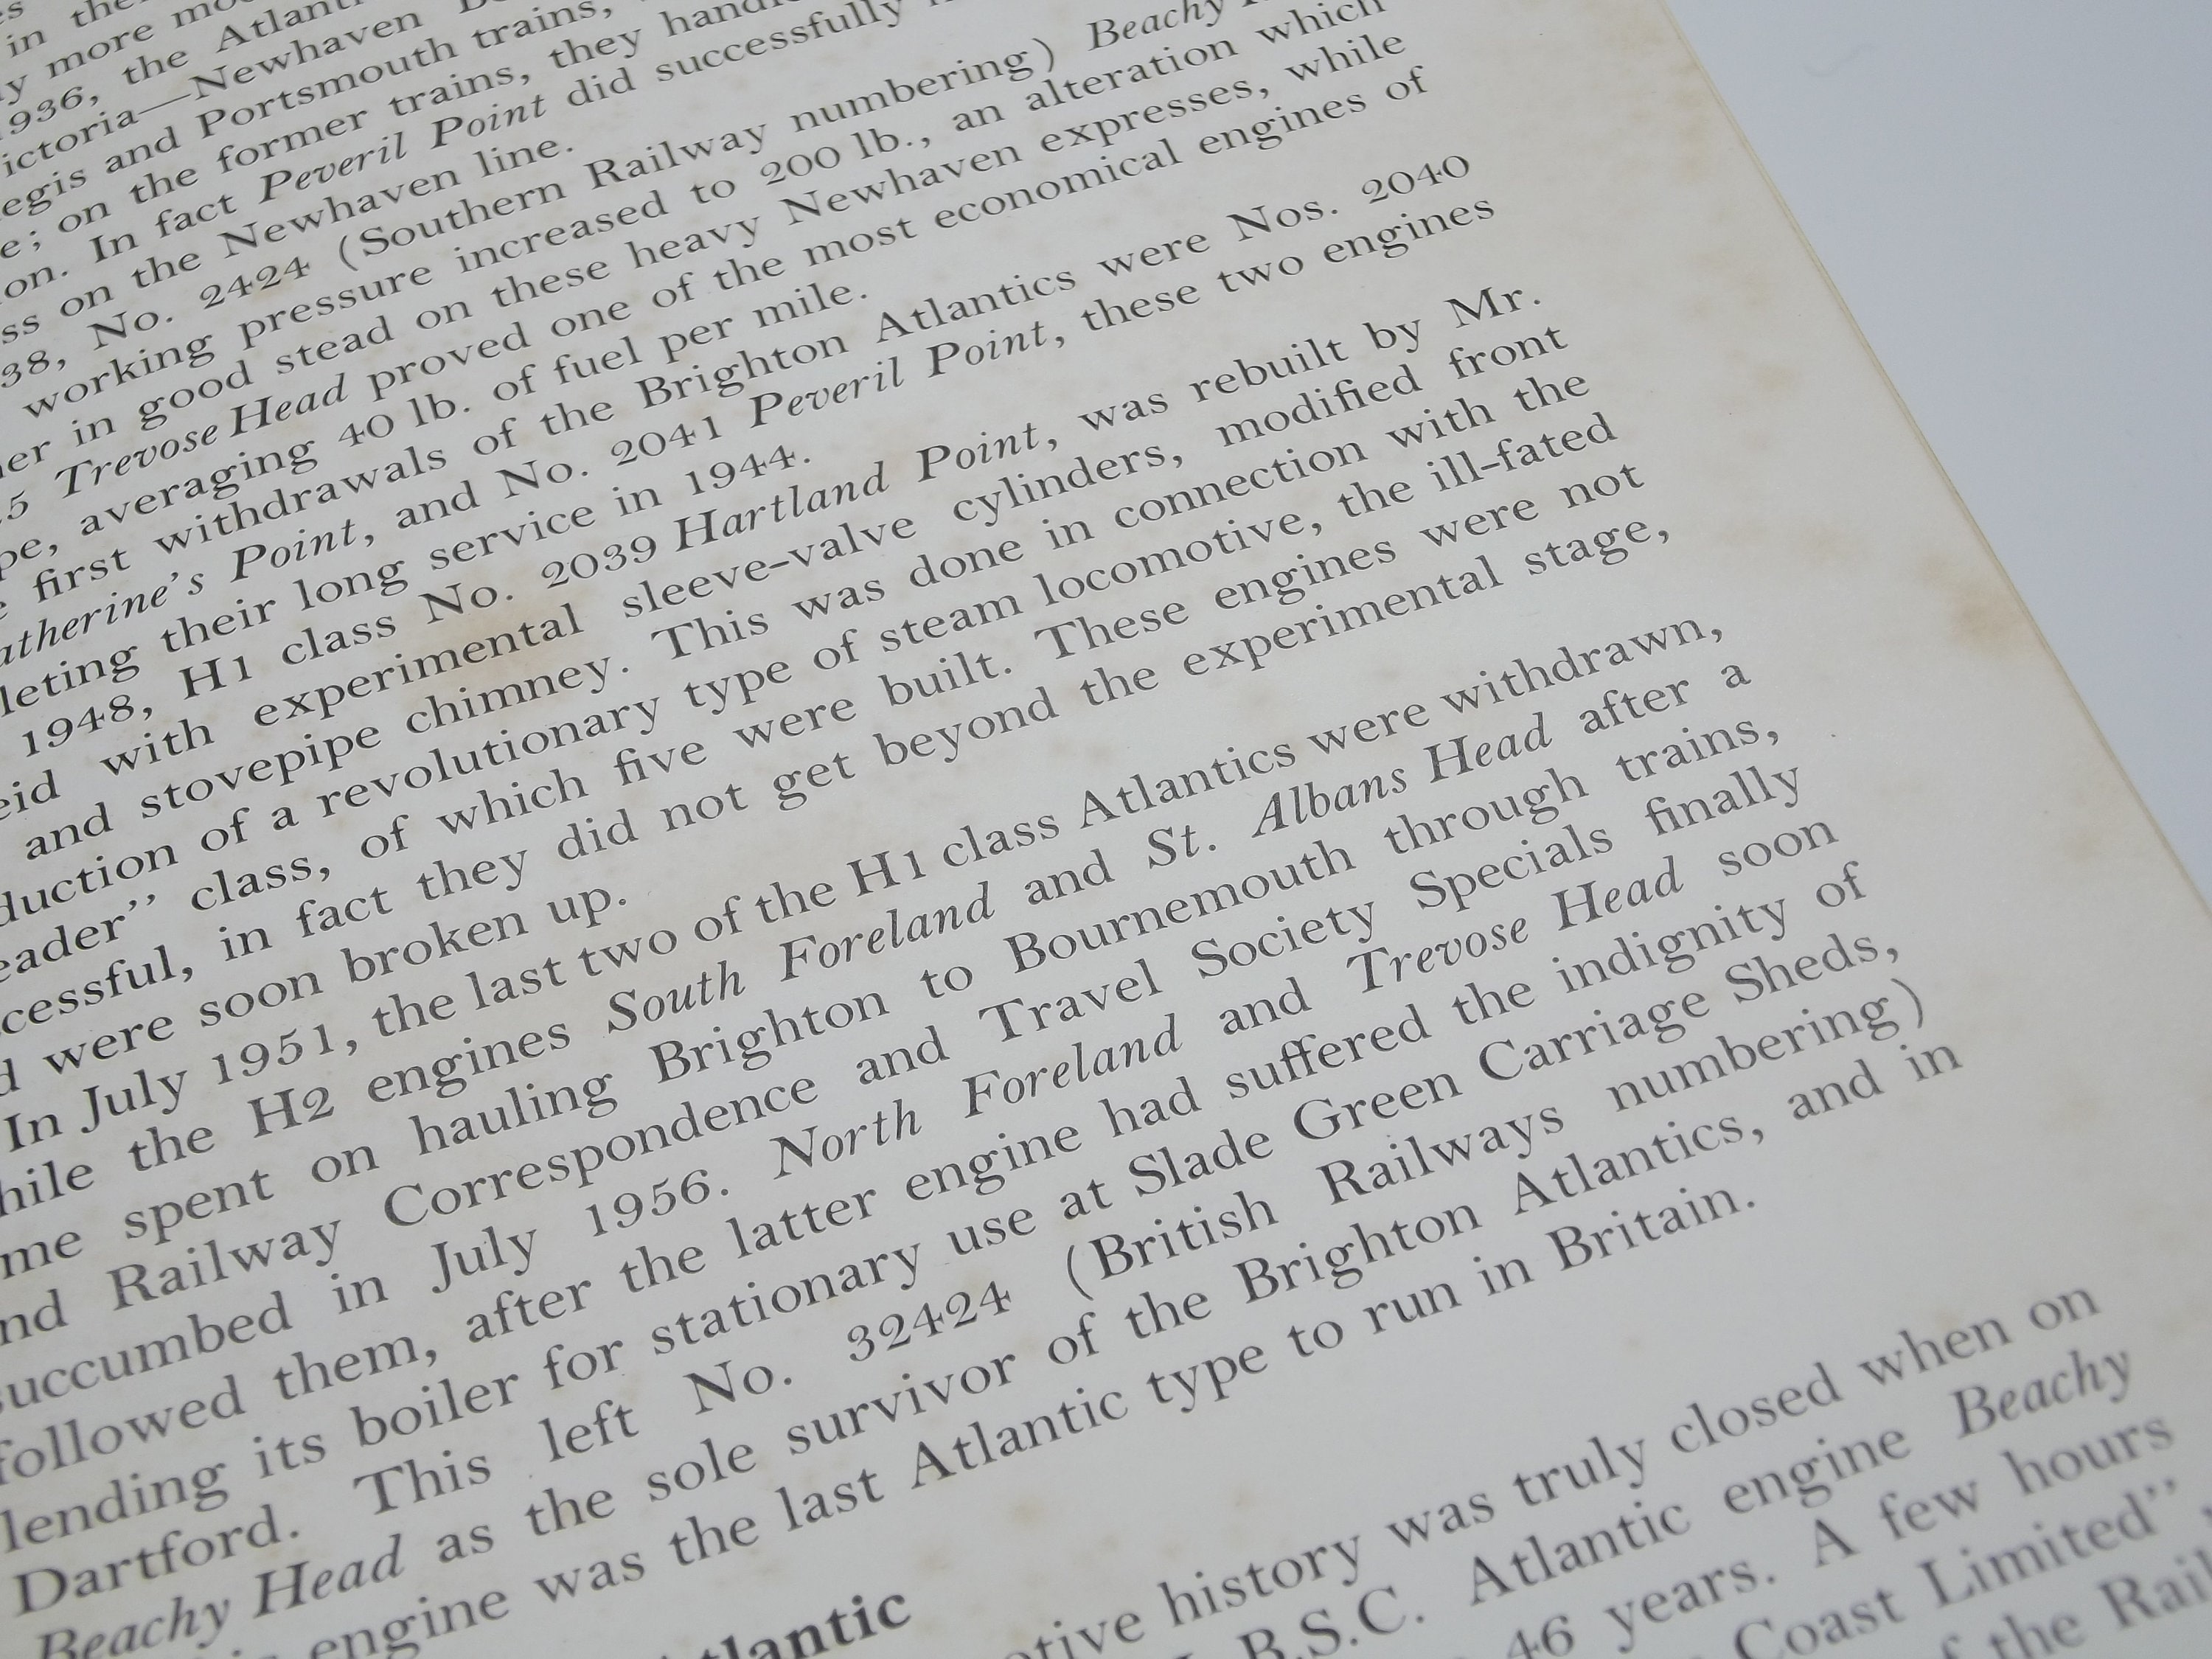 in the
more
1936, the Atlanti
Victoria—Newhaven
egis and Portsmouth trains,
e; on the former trains, they
on. In fact Peveril Point did successfully
ss on the Newhaven line.
38, No. 2424 (Southern Railway numbering) Beachy
working pressure increased to 200 lb., an alteration which
er in good stead on these heavy Newhaven expresses, while
Trevose Head proved one of the most economical engines of
pe, averaging 40 lb. of fuel per mile.
first withdrawals of the Brighton Atlantics were Nos. 2040
atherine's Point, and No. 2041 Peveril Point, these two engines
leting their long service in 1944.
1948, H1 class No. 2039 Hartland Point, was rebuilt by Mr.
eid with experimental sleeve-valve cylinders, modified front
and stovepipe chimney. This was done in connection with the
duction of a revolutionary type of steam locomotive, the ill-fated
eader" class, of which five were built. These engines were not
cessful, in fact they did not get beyond the experimental stage,
d were soon broken up.
In July 1951, the last two of the H1 class Atlantics were withdrawn,
hile the H2 engines South Foreland and St. Albans Head after a
me spent on hauling Brighton to Bournemouth through trains,
nd Railway Correspondence and Travel Society Specials finally
succumbed in July 1956. North Foreland and Trevose Head soon
followed them, after the latter engine had suffered the indignity of
lending its boiler for stationary use at Slade Green Carriage Sheds,
Dartford. This left No. 32424 (British Railways numbering)
Beachy Head as the sole survivor of the Brighton Atlantics, and in
engine was the last Atlantic type to run in Britain.
tlantic
otive history was truly closed when on
B.S.C. Atlantic engine Beachy
46 years. A few hours
Coast Limited"
of the Rail